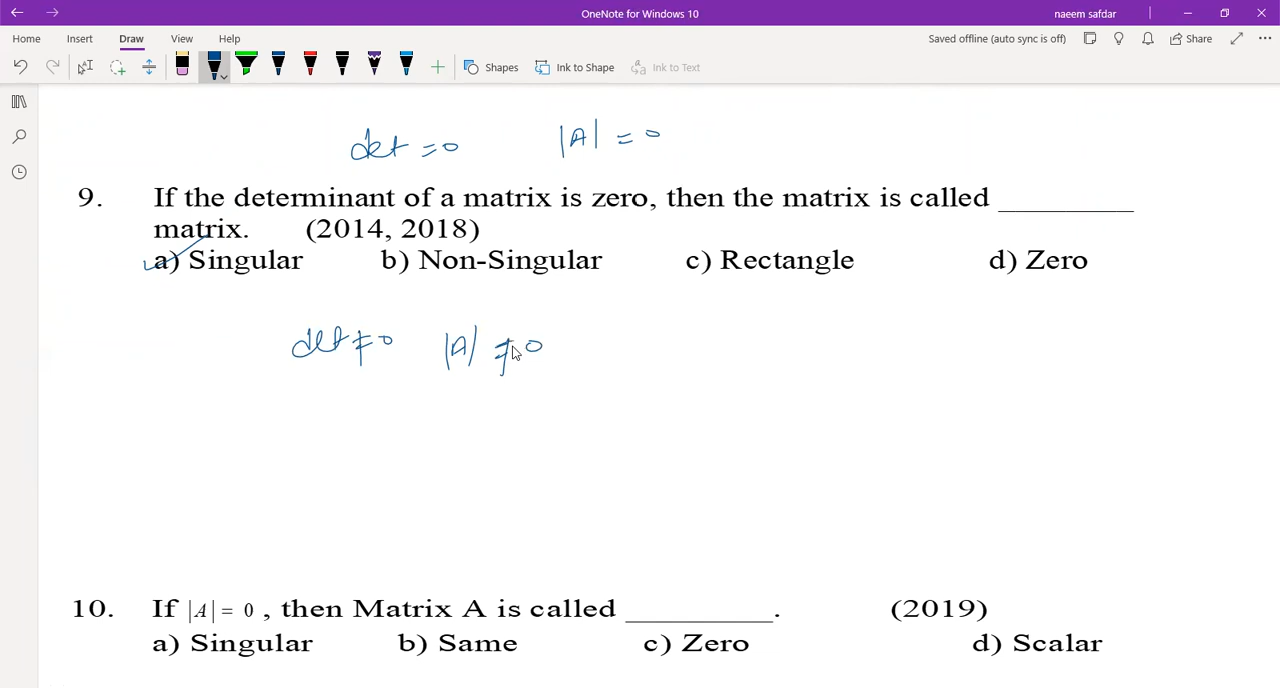 OneNote for Windows 10
naeem safdar
Home Insert Draw View Help
Saved offline (auto sync is off)
Share
Shapes
Ink to Shape
Ink to Text
det = 0 |A| = 0
9. If the determinant of a matrix is zero, then the matrix is called __________
matrix. (2014, 2018)
a) Singular b) Non-Singular c) Rectangle d) Zero
det ≠ 0 |A| ≠ 0
10. If |A| = 0 , then Matrix A is called ___________. (2019)
a) Singular b) Same c) Zero d) Scalar